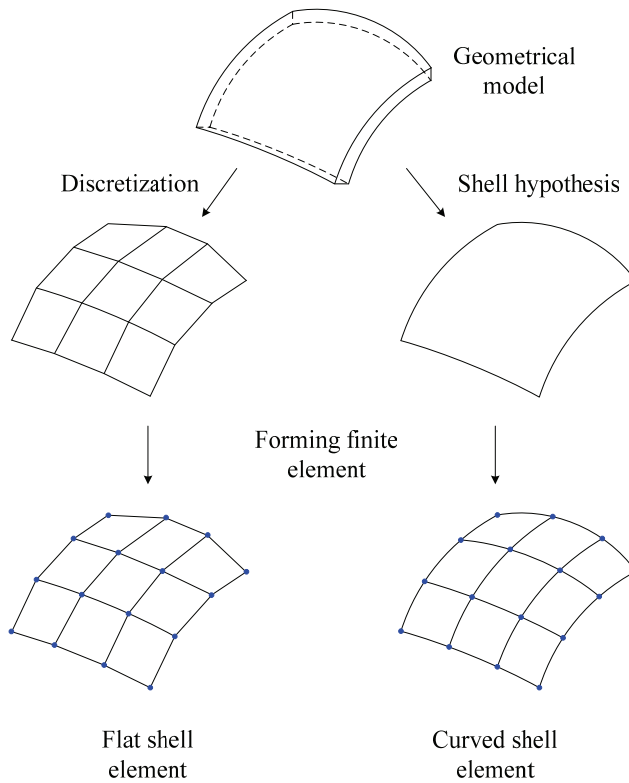 Geometrical
model
Discretization
Shell hypothesis
Forming finite
element
Flat shell
element
Curved shell
element